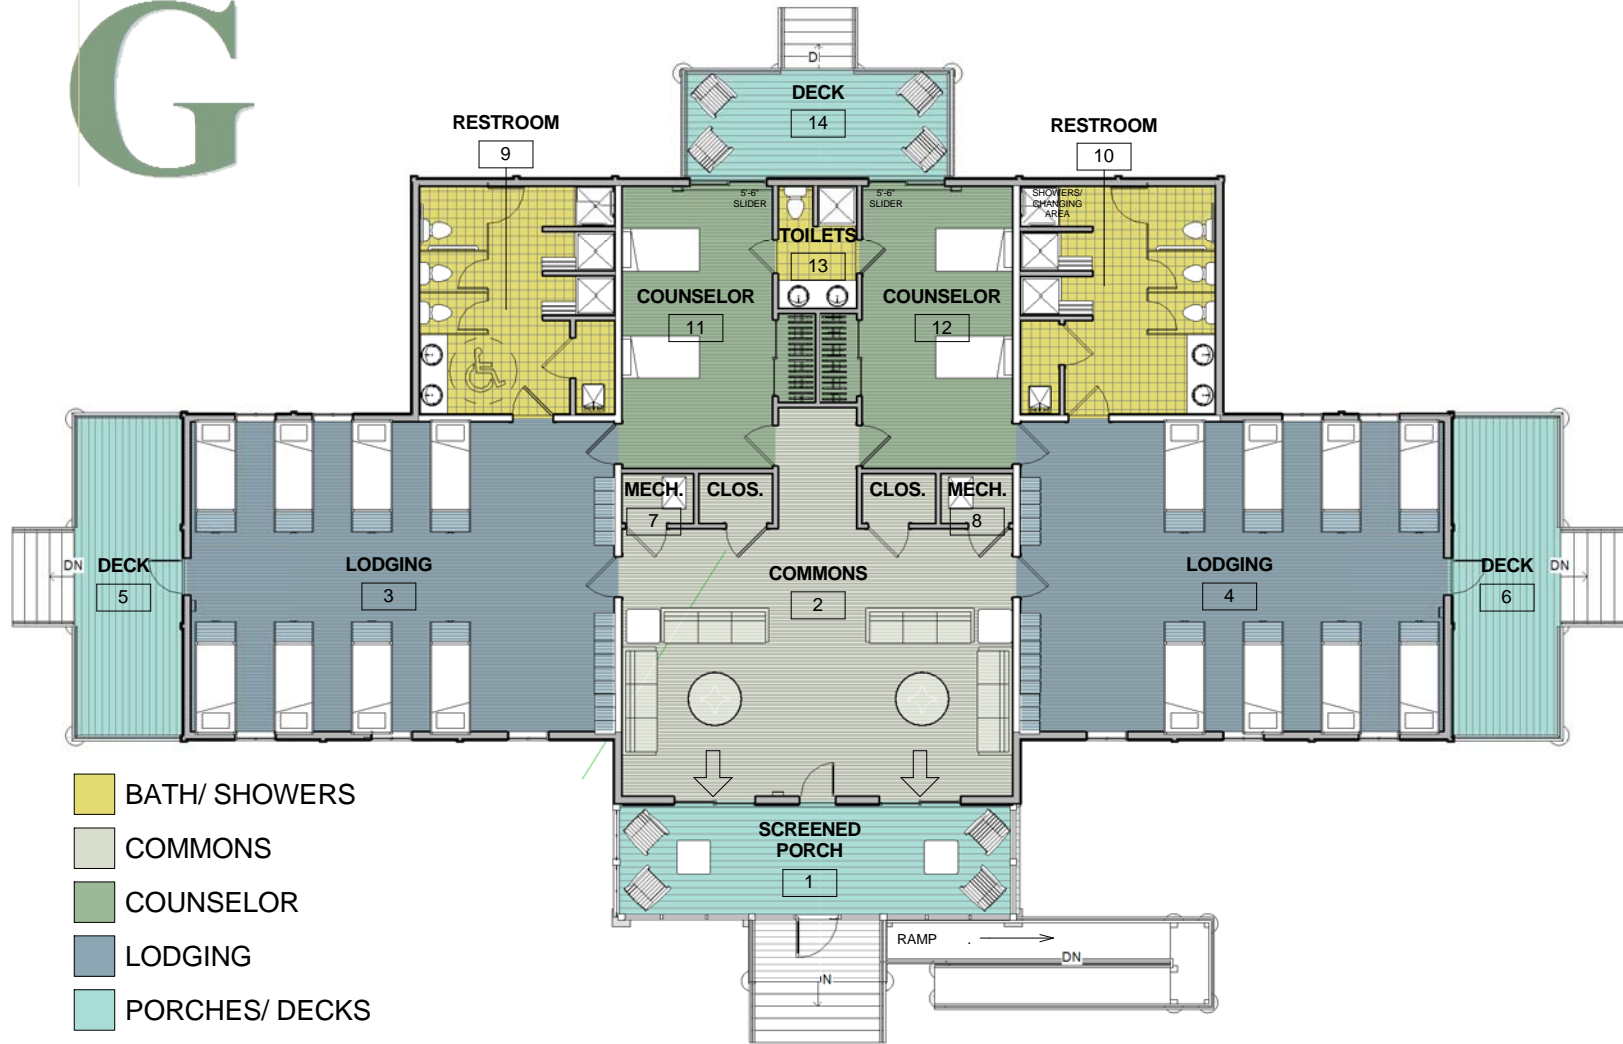 G
D
DECK
14
RESTROOM
9
RESTROOM
10
5'-6"
SLIDER
5'-6"
SLIDER
SHOWERS/
CHANGING
AREA
TOILETS
13
COUNSELOR
11
COUNSELOR
12
MECH.
7
CLOS.
CLOS.
MECH.
8
DN
DECK
5
LODGING
3
COMMONS
2
LODGING
4
DECK
6
DN
BATH/ SHOWERS
COMMONS
COUNSELOR
LODGING
PORCHES/ DECKS
SCREENED
PORCH
1
RAMP .
DN
DN